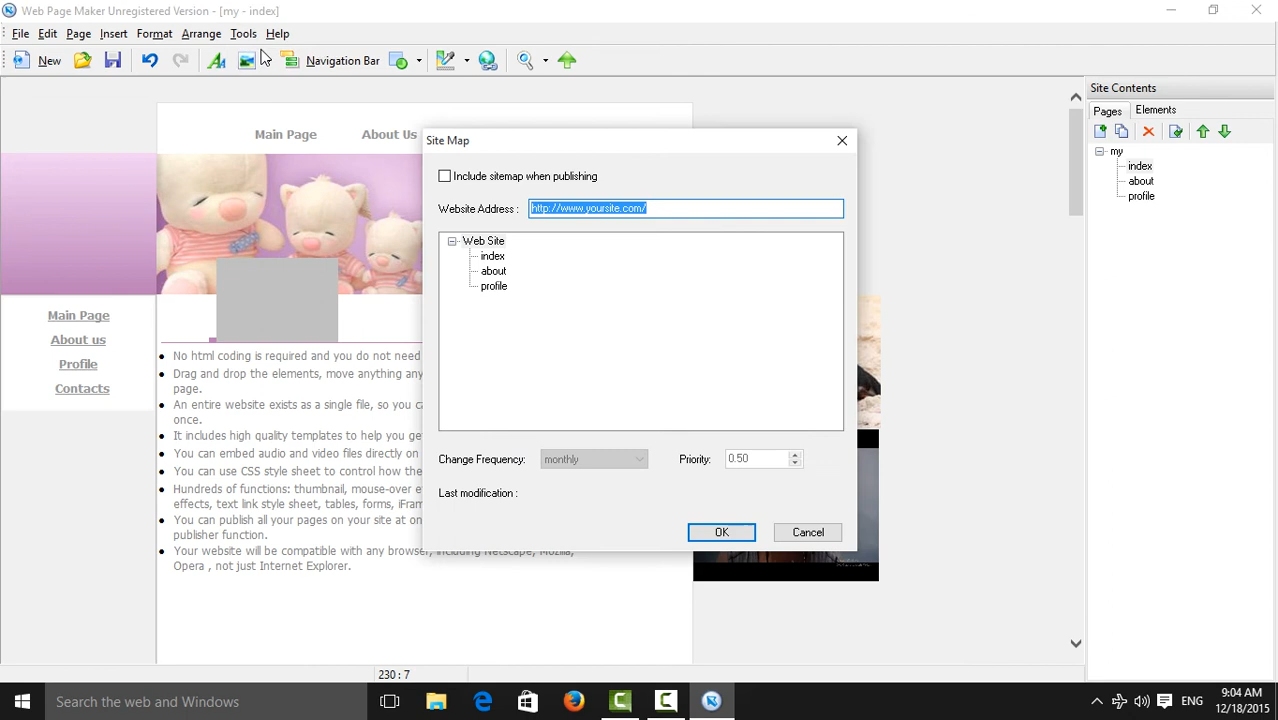 Web Page Maker Unregistered Version - [my - index]
File Edit Page Insert Format Arrange Tools Help
New Navigation Bar
Site Contents
Pages Elements
my
index
about
profile
Main Page About Us
Main Page
About us
Profile
Contacts
No html coding is required and you do not need
Drag and drop the elements, move anything any
page.
An entire website exists as a single file, so you ca
once.
It includes high quality templates to help you ge
You can embed audio and video files directly on
You can use CSS style sheet to control how the
Hundreds of functions: thumbnail, mouse-over e
effects, text link style sheet, tables, forms, iFram
You can publish all your pages on your site at on
publisher function.
Your website will be compatible with any browser, including Netscape, Mozilla,
Opera , not just Internet Explorer.
Site Map
Include sitemap when publishing
Website Address : http://www.yoursite.com/
Web Site
index
about
profile
Change Frequency: monthly Priority: 0.50
Last modification :
OK Cancel
230 : 7
Search the web and Windows
ENG
9:04 AM
12/18/2015